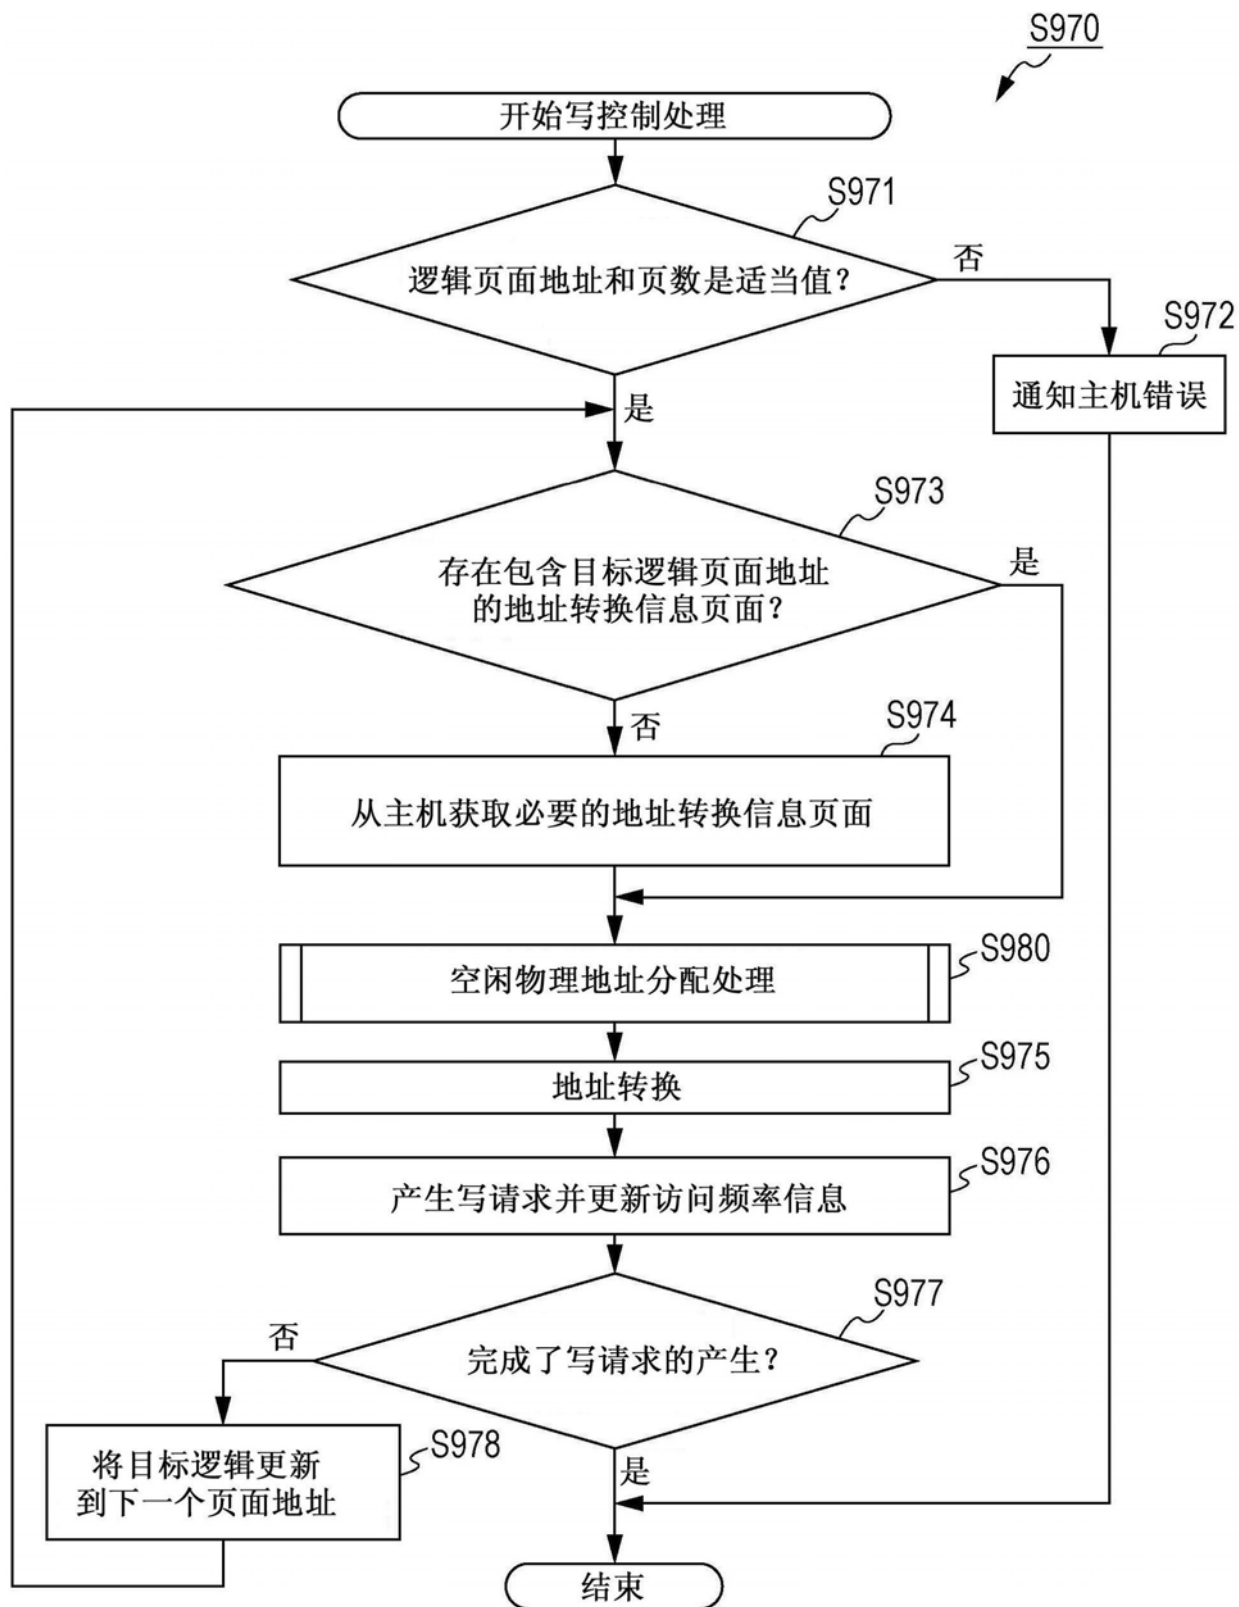 S970
开始写控制处理
S971
逻辑页面地址和页数是适当值？
否
S972
通知主机错误
是
S973
存在包含目标逻辑页面地址
的地址转换信息页面？
是
否
S974
从主机获取必要的地址转换信息页面
S980
空闲物理地址分配处理
S975
地址转换
S976
产生写请求并更新访问频率信息
S977
完成了写请求的产生？
否
S978
将目标逻辑更新
到下一个页面地址
是
结束